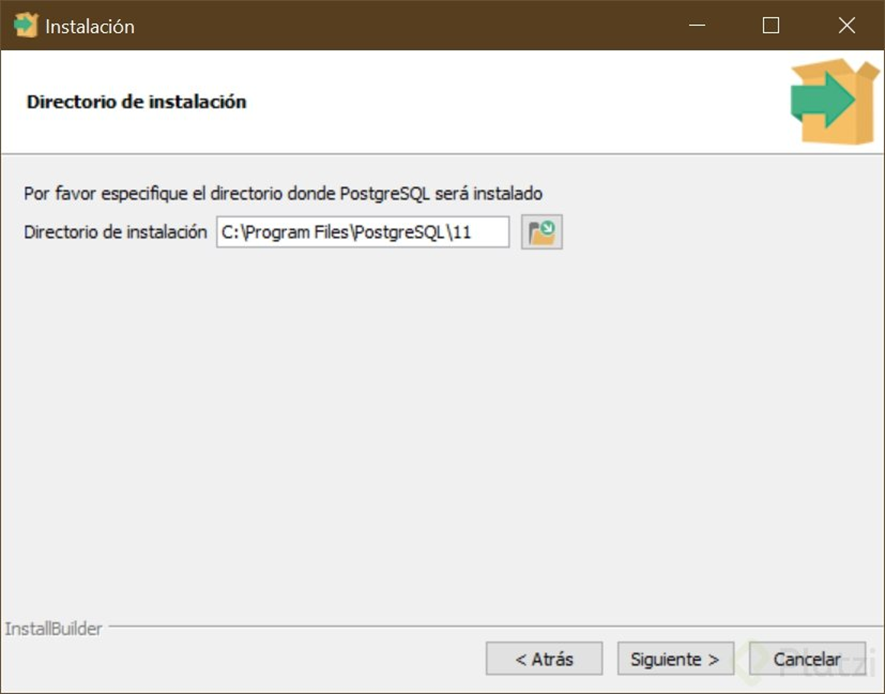 Instalación
Directorio de instalación
Por favor especifique el directorio donde PostgreSQL será instalado
Directorio de instalación C:\Program Files\PostgreSQL\11
InstallBuilder
< Atrás Siguiente > Cancelar
Platzi